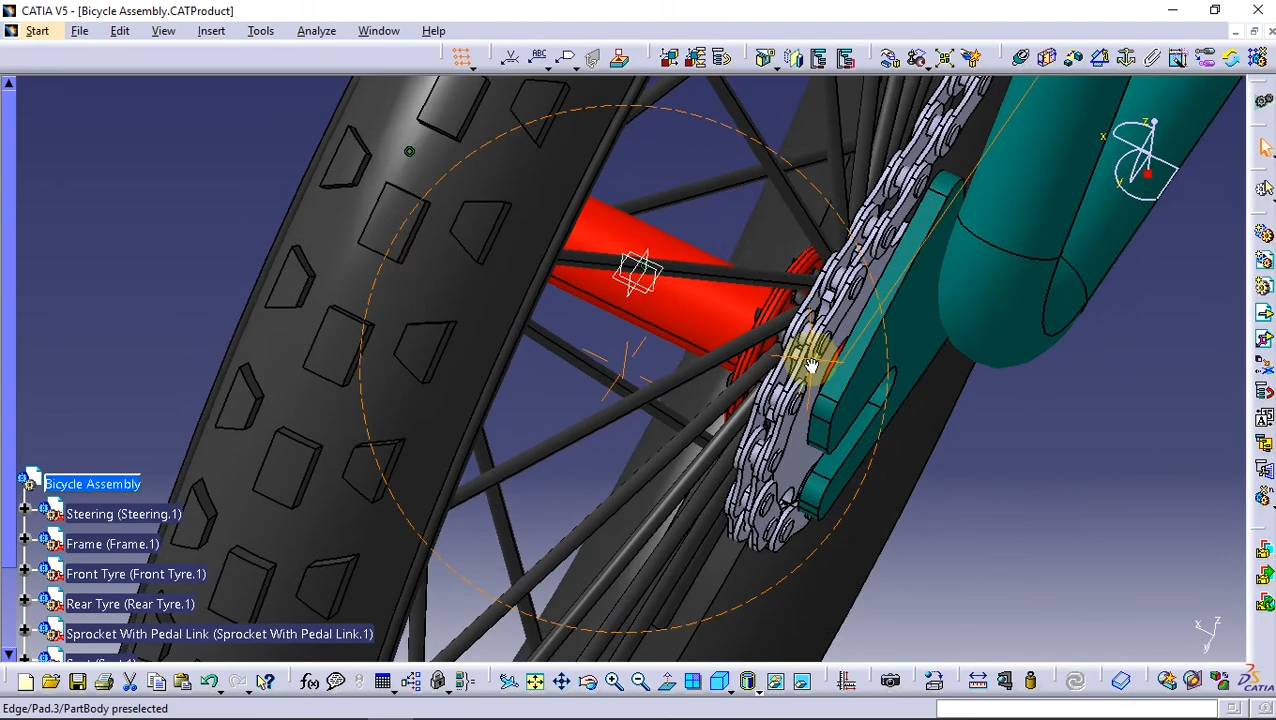 CATIA V5 - [Bicycle Assembly.CATProduct]
Start File Edit View Insert Tools Analyze Window Help
ABC
z
x
y
Bicycle Assembly
Steering (Steering.1)
Frame (Frame.1)
Front Tyre (Front Tyre.1)
Rear Tyre (Rear Tyre.1)
Sprocket With Pedal Link (Sprocket With Pedal Link.1)
x z
y
f(x)
Edge/Pad.3/PartBody preselected